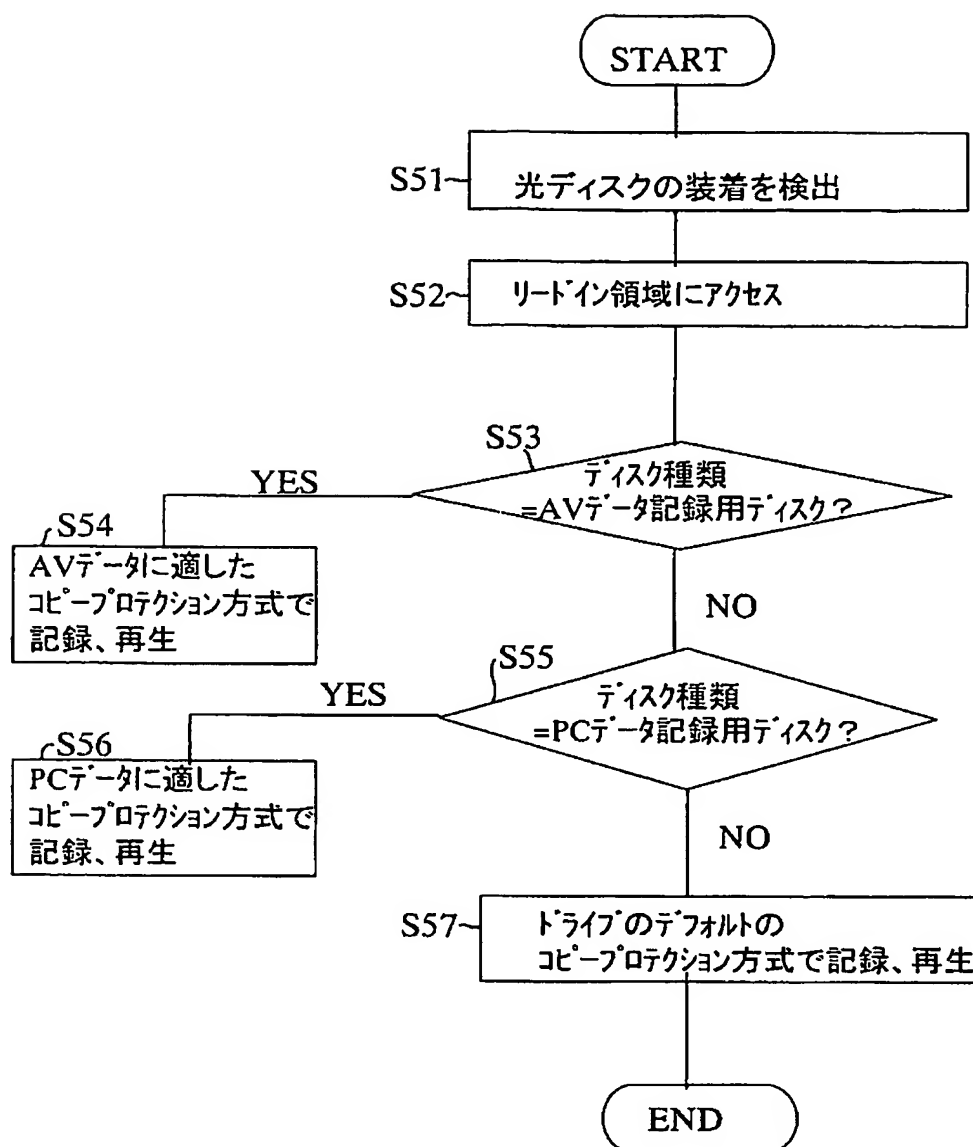 START
S51
光ディスクの装着を検出
S52
リードイン領域にアクセス
S53
ディスク種類
=AVデータ記録用ディスク?
YES
S54
AVデータに適した
コピープロテクション方式で
記録、再生
NO
S55
ディスク種類
=PCデータ記録用ディスク?
YES
S56
PCデータに適した
コピープロテクション方式で
記録、再生
NO
S57
ドライブのデフォルトの
コピープロテクション方式で記録、再生
END